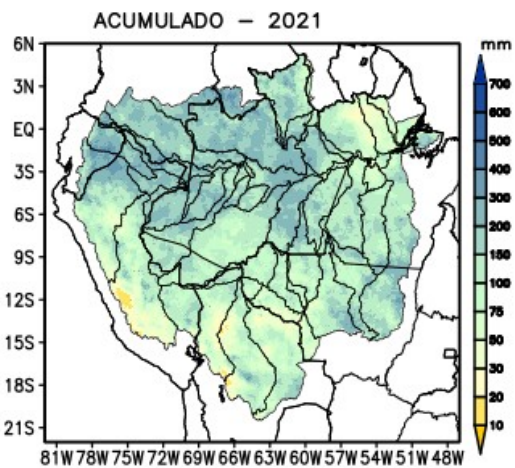 ACUMULADO – 2021
mm
6N
3N
EQ
3S
6S
9S
12S
15S
18S
21S
81W 78W 75W 72W 69W 66W 63W 60W 57W 54W 51W 48W
700
600
500
400
300
200
150
100
75
50
30
20
10